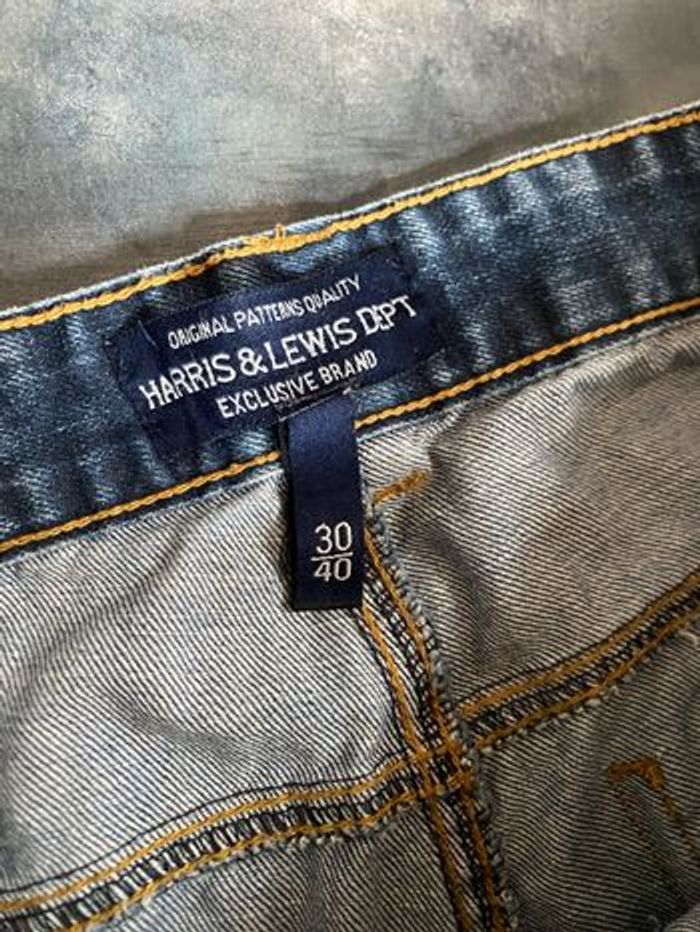 ORIGINAL PATTERNS QUALITY
HARRIS & LEWIS DEPT
EXCLUSIVE BRAND
30
40